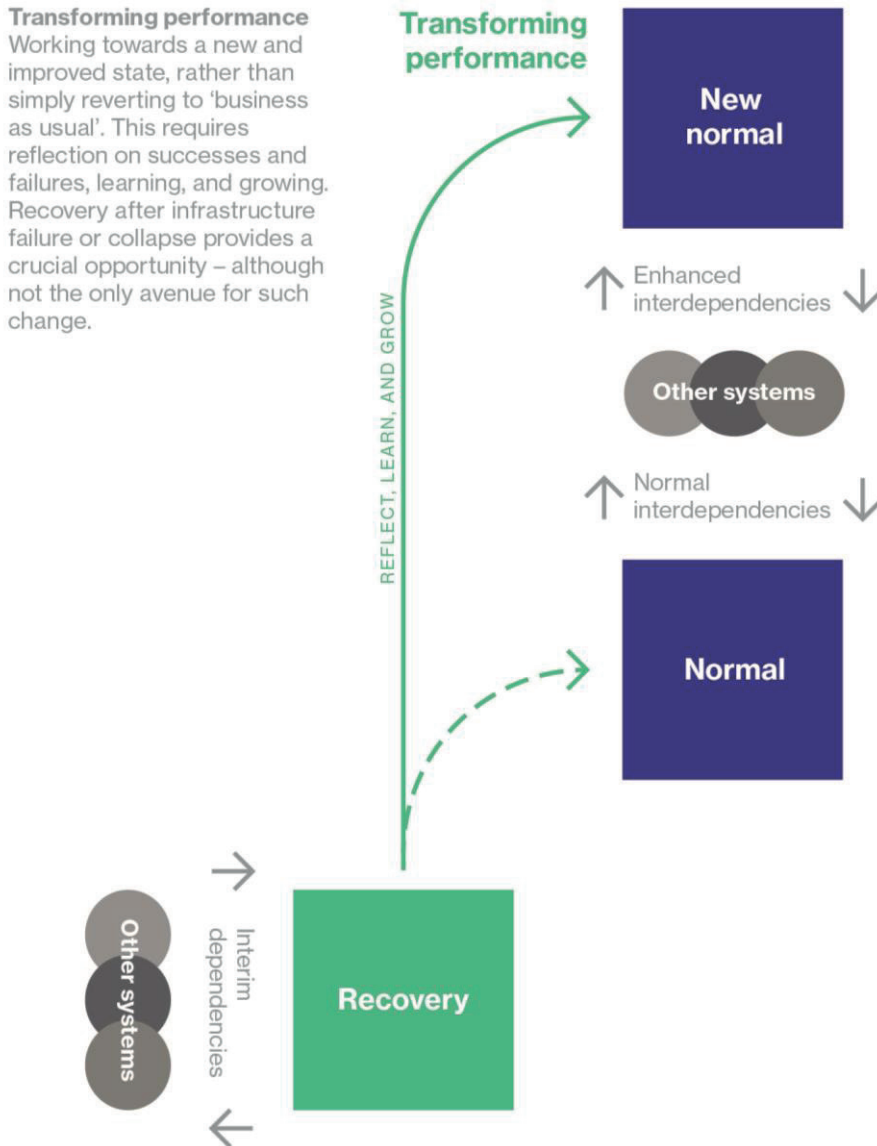 Transforming performance
Working towards a new and
improved state, rather than
simply reverting to ‘business
as usual’. This requires
reflection on successes and
failures, learning, and growing.
Recovery after infrastructure
failure or collapse provides a
crucial opportunity – although
not the only avenue for such
change.
Transforming
performance
New
normal
Enhanced
interdependencies
Other systems
Normal
interdependencies
REFLECT, LEARN, AND GROW
Normal
Other systems
Interim
dependencies
Recovery